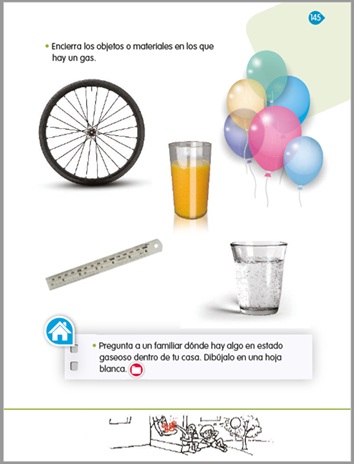 145
• Encierra los objetos o materiales en los que
hay un gas.
• Pregunta a un familiar dónde hay algo en estado
gaseoso dentro de tu casa. Dibújalo en una hoja
blanca.